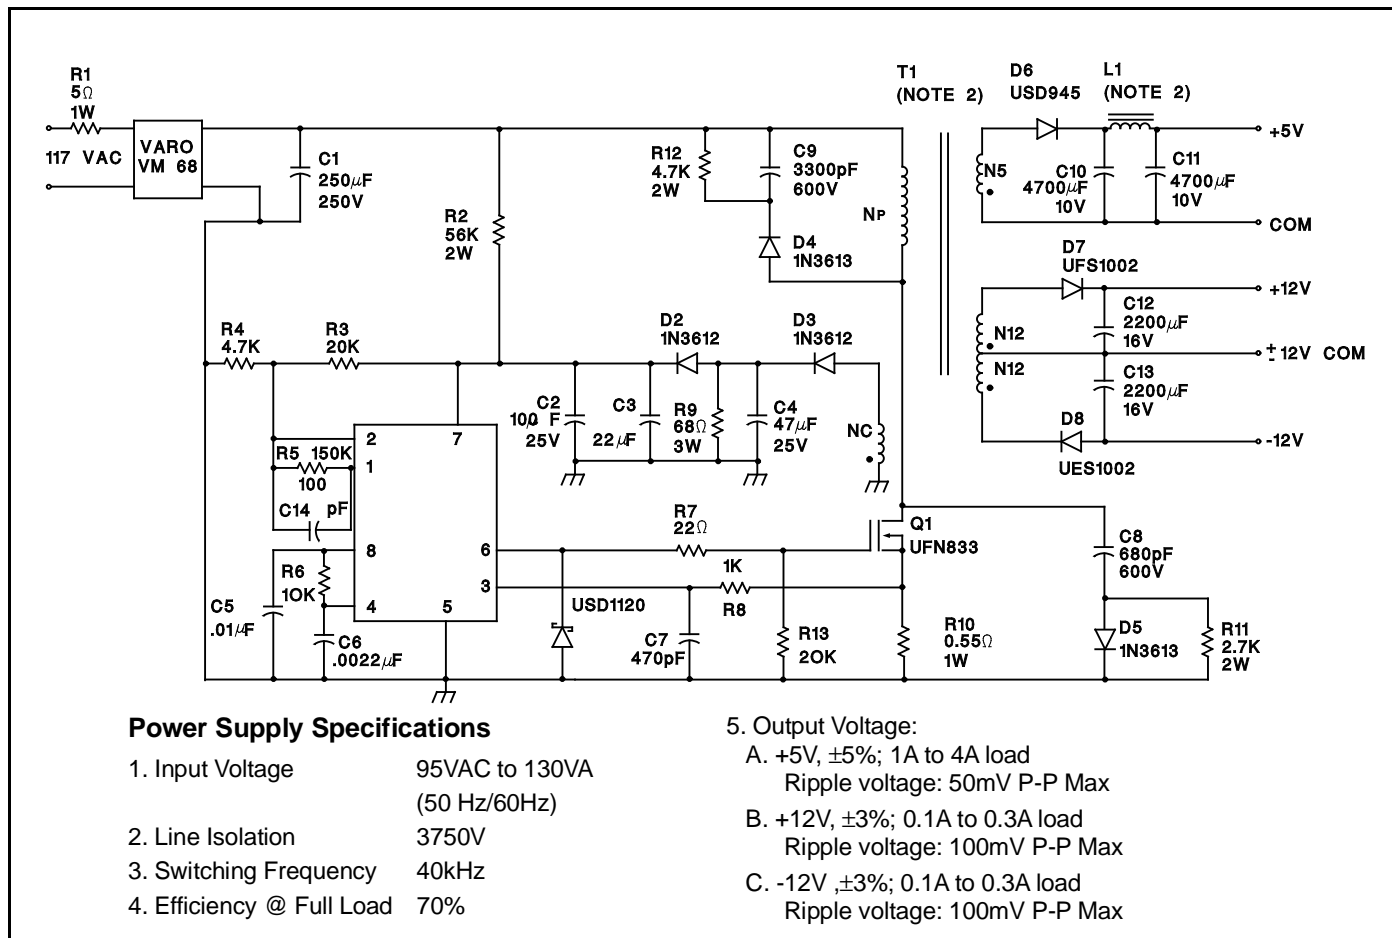 R1
5Ω
1W
117 VAC
VARO
VM 68
C1
250µF
250V
R2
56K
2W
R12
4.7K
2W
C9
3300pF
600V
D4
1N3613
NP
T1
(NOTE 2)
D6
USD945
L1
(NOTE 2)
+5V
N5
C10
4700µF
10V
C11
4700µF
10V
COM
D7
UFS1002
+12V
C12
2200µF
16V
N12
± 12V COM
N12
C13
2200µF
16V
D8
UES1002
-12V
R4
4.7K
R3
20K
D2
1N3612
D3
1N3612
C2
100µ F
25V
C3
22µF
R9
68Ω
3W
C4
47µF
25V
NC
2
7
R5 150K
1
100
C14 pF
8
6
R6
10K
3
4
5
C5
.01µF
C6
.0022µF
USD1120
R7
22Ω
1K
R8
C7
470pF
R13
20K
Q1
UFN833
R10
0.55Ω
1W
C8
680pF
600V
D5
1N3613
R11
2.7K
2W
Power Supply Specifications
1. Input Voltage 95VAC to 130VA
(50 Hz/60Hz)
2. Line Isolation 3750V
3. Switching Frequency 40kHz
4. Efficiency @ Full Load 70%
5. Output Voltage:
A. +5V, ±5%; 1A to 4A load
Ripple voltage: 50mV P-P Max
B. +12V, ±3%; 0.1A to 0.3A load
Ripple voltage: 100mV P-P Max
C. -12V ,±3%; 0.1A to 0.3A load
Ripple voltage: 100mV P-P Max